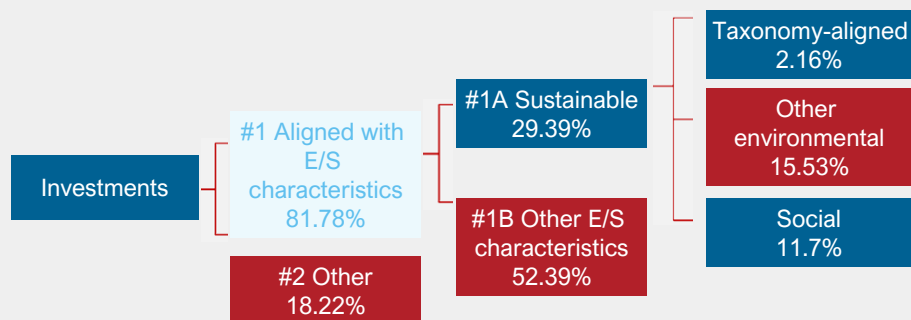 Investments
#1 Aligned with
E/S
characteristics
81.78%
#2 Other
18.22%
#1A Sustainable
29.39%
#1B Other E/S
characteristics
52.39%
Taxonomy-aligned
2.16%
Other
environmental
15.53%
Social
11.7%